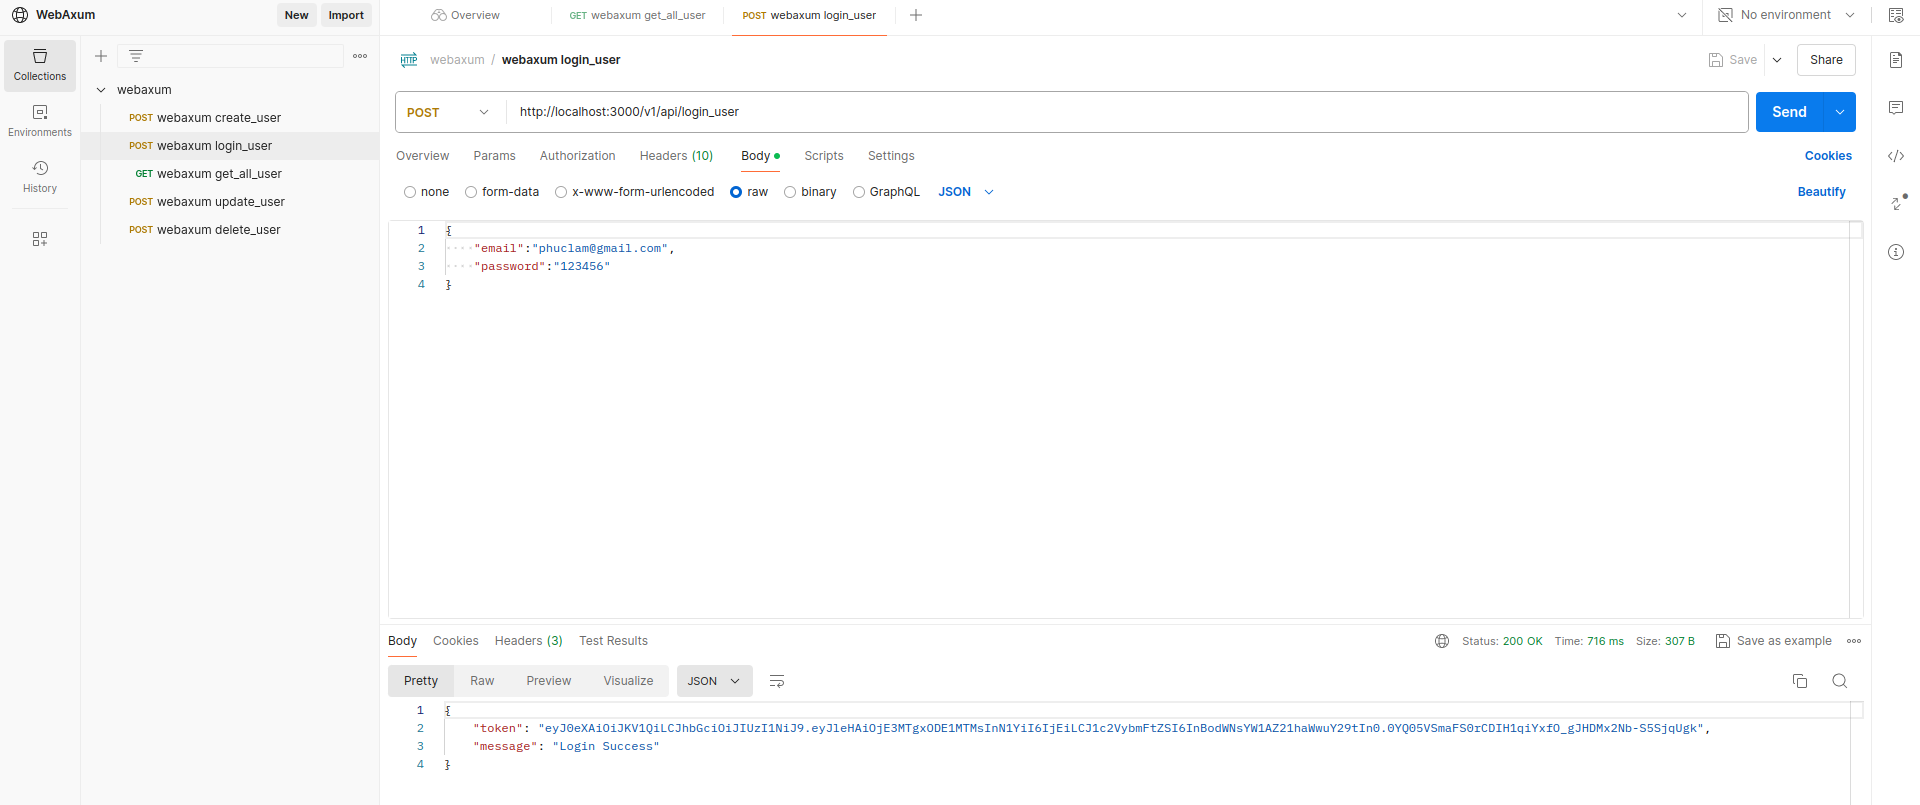 WebAxum
New
Import
Overview
GET webaxum get_all_user
POST webaxum login_user
No environment
Collections
Environments
History
webaxum
POST webaxum create_user
POST webaxum login_user
GET webaxum get_all_user
POST webaxum update_user
POST webaxum delete_user
HTTP webaxum / webaxum login_user
Save
Share
POST http://localhost:3000/v1/api/login_user
Send
Overview Params Authorization Headers (10) Body Scripts Settings
Cookies
none form-data x-www-form-urlencoded raw binary GraphQL JSON
Beautify
1 {
2 ····"email":"phuclam@gmail.com",
3 ····"password":"123456"
4 }
Body Cookies Headers (3) Test Results
Status: 200 OK Time: 716 ms Size: 307 B Save as example
Pretty Raw Preview Visualize JSON
1 {
2 "token": "eyJ0eXAiOiJKV1QiLCJhbGciOiJIUzI1NiJ9.eyJleHAiOjE3MTgxODE1MTMsInN1YiI6IjEiLCJ1c2VybmFtZSI6InBodWNsYW1AZ21haWwuY29tIn0.0YQ05VSmaFS0rCDIH1qiYxfO_gJHDMx2Nb-S5SjqUgk",
3 "message": "Login Success"
4 }